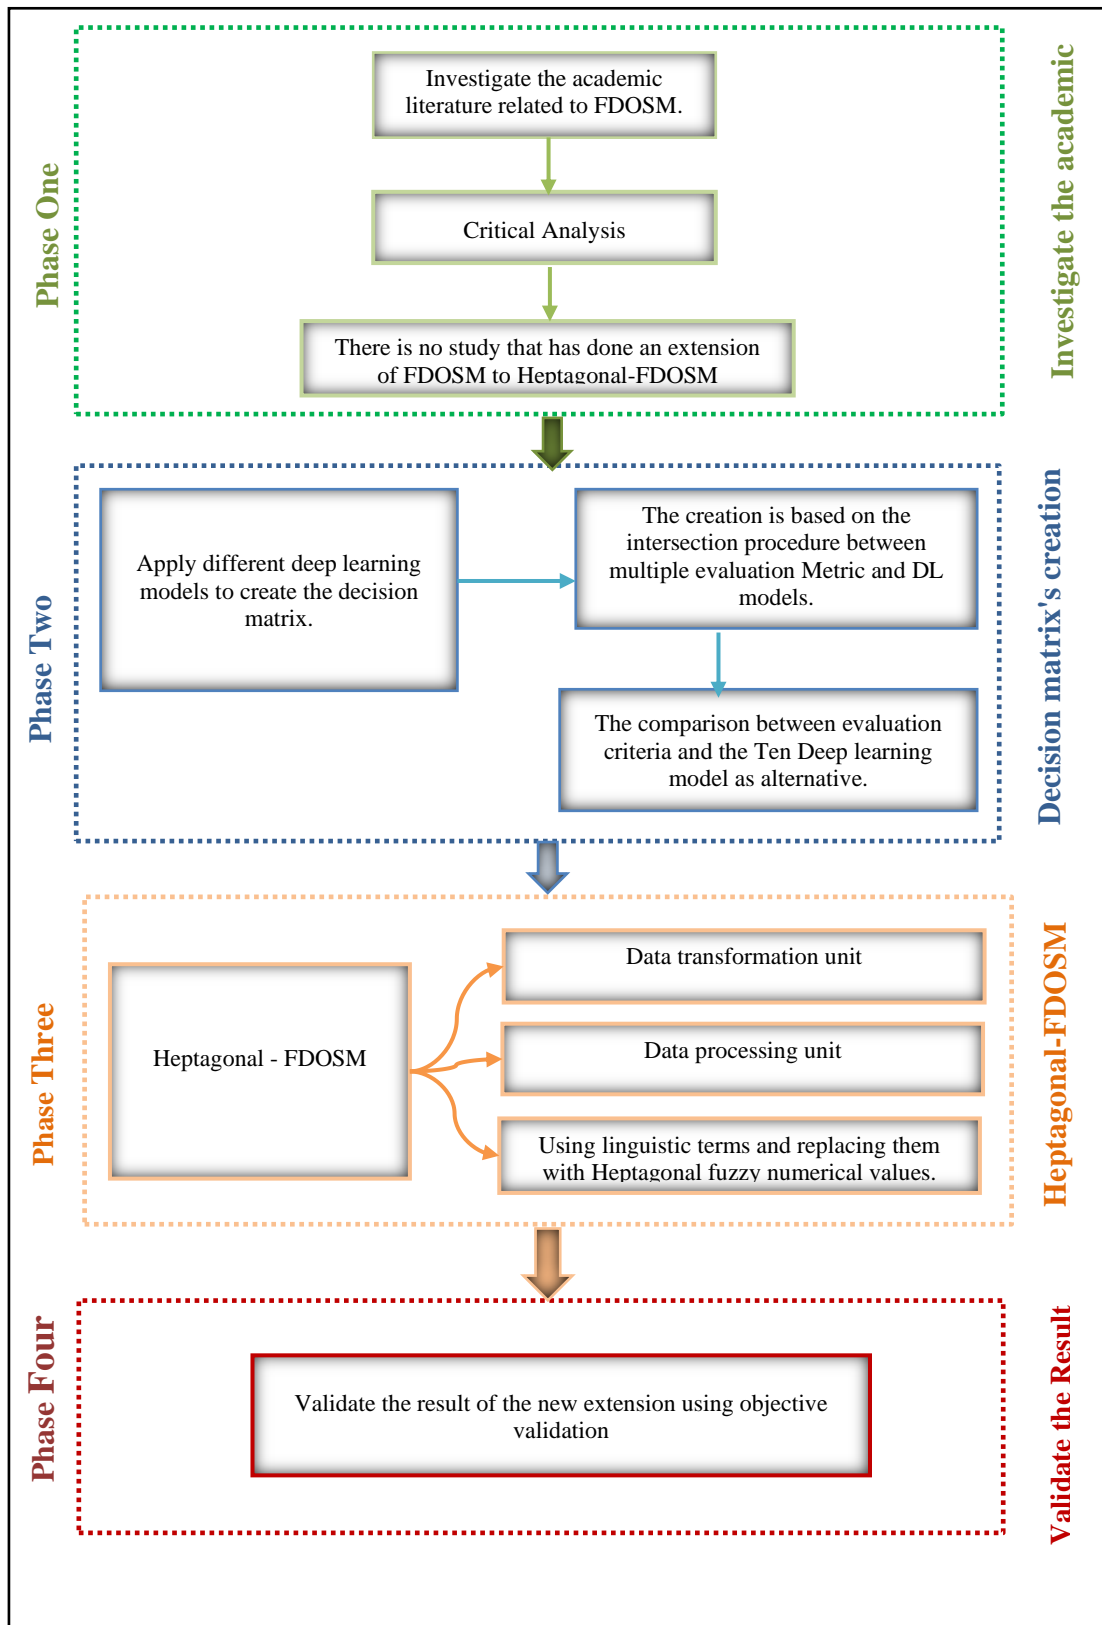 Phase One
Investigate the academic
literature related to FDOSM.
Critical Analysis
There is no study that has done an extension
of FDOSM to Heptagonal-FDOSM
Investigate the academic
Phase Two
Apply different deep learning
models to create the decision
matrix.
The creation is based on the
intersection procedure between
multiple evaluation Metric and DL
models.
The comparison between evaluation
criteria and the Ten Deep learning
model as alternative.
Decision matrix's creation
Phase Three
Heptagonal - FDOSM
Data transformation unit
Data processing unit
Using linguistic terms and replacing them
with Heptagonal fuzzy numerical values.
Heptagonal-FDOSM
Phase Four
Validate the result of the new extension using objective
validation
Validate the Result